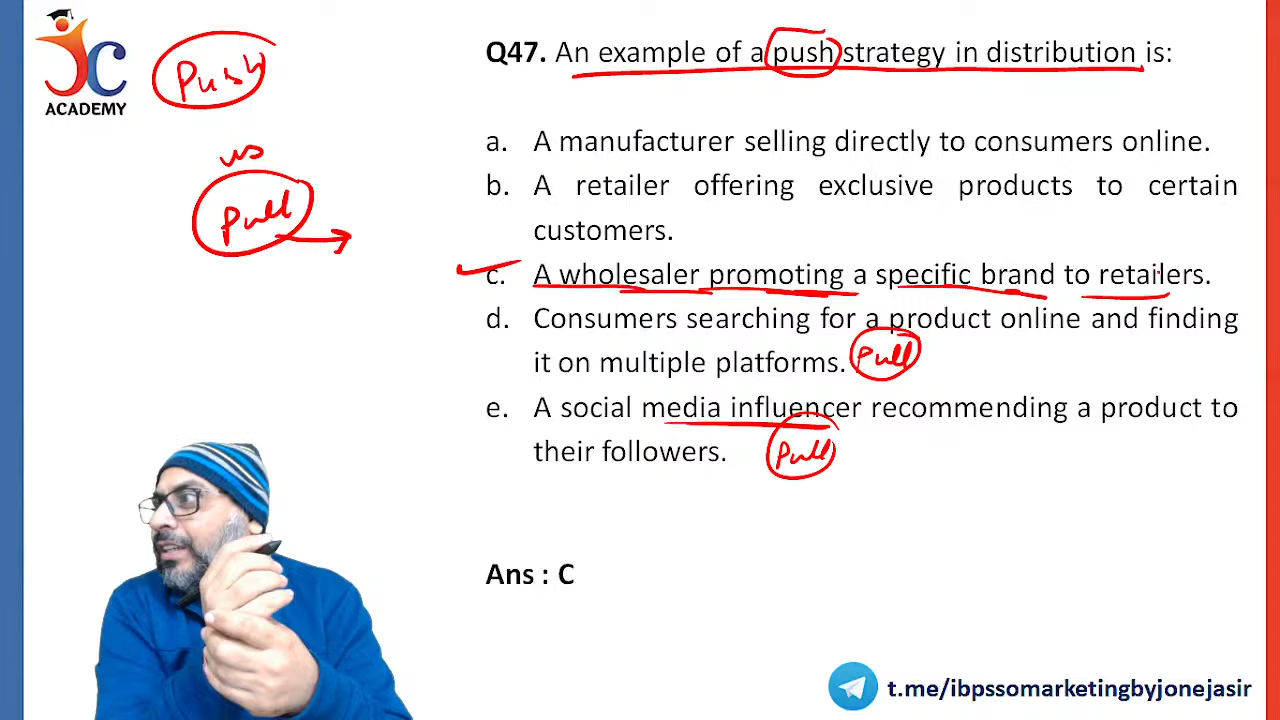 JC
ACADEMY
Push
vs
Pull
Q47. An example of a push strategy in distribution is:
a. A manufacturer selling directly to consumers online.
b. A retailer offering exclusive products to certain
customers.
c. A wholesaler promoting a specific brand to retailers.
d. Consumers searching for a product online and finding
it on multiple platforms. Pull
e. A social media influencer recommending a product to
their followers. Pull
Ans : C
t.me/ibpssomarketingbyjonejasir